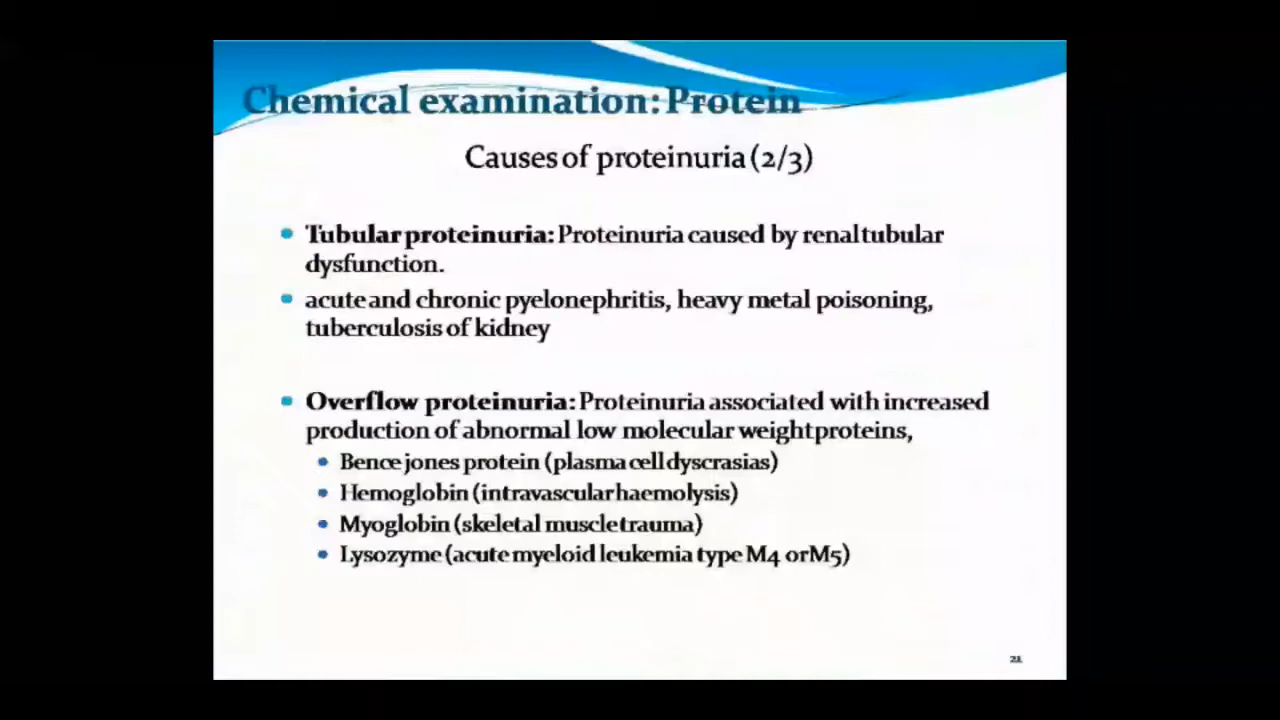 Chemical examination: Protein
Causes of proteinuria (2/3)
Tubular proteinuria: Proteinuria caused by renal tubular
dysfunction.
acute and chronic pyelonephritis, heavy metal poisoning,
tuberculosis of kidney
Overflow proteinuria: Proteinuria associated with increased
production of abnormal low molecular weight proteins,
Bence jones protein (plasma cell dyscrasias)
Hemoglobin (intravascular haemolysis)
Myoglobin (skeletal muscle trauma)
Lysozyme (acute myeloid leukemia type M4 or M5)